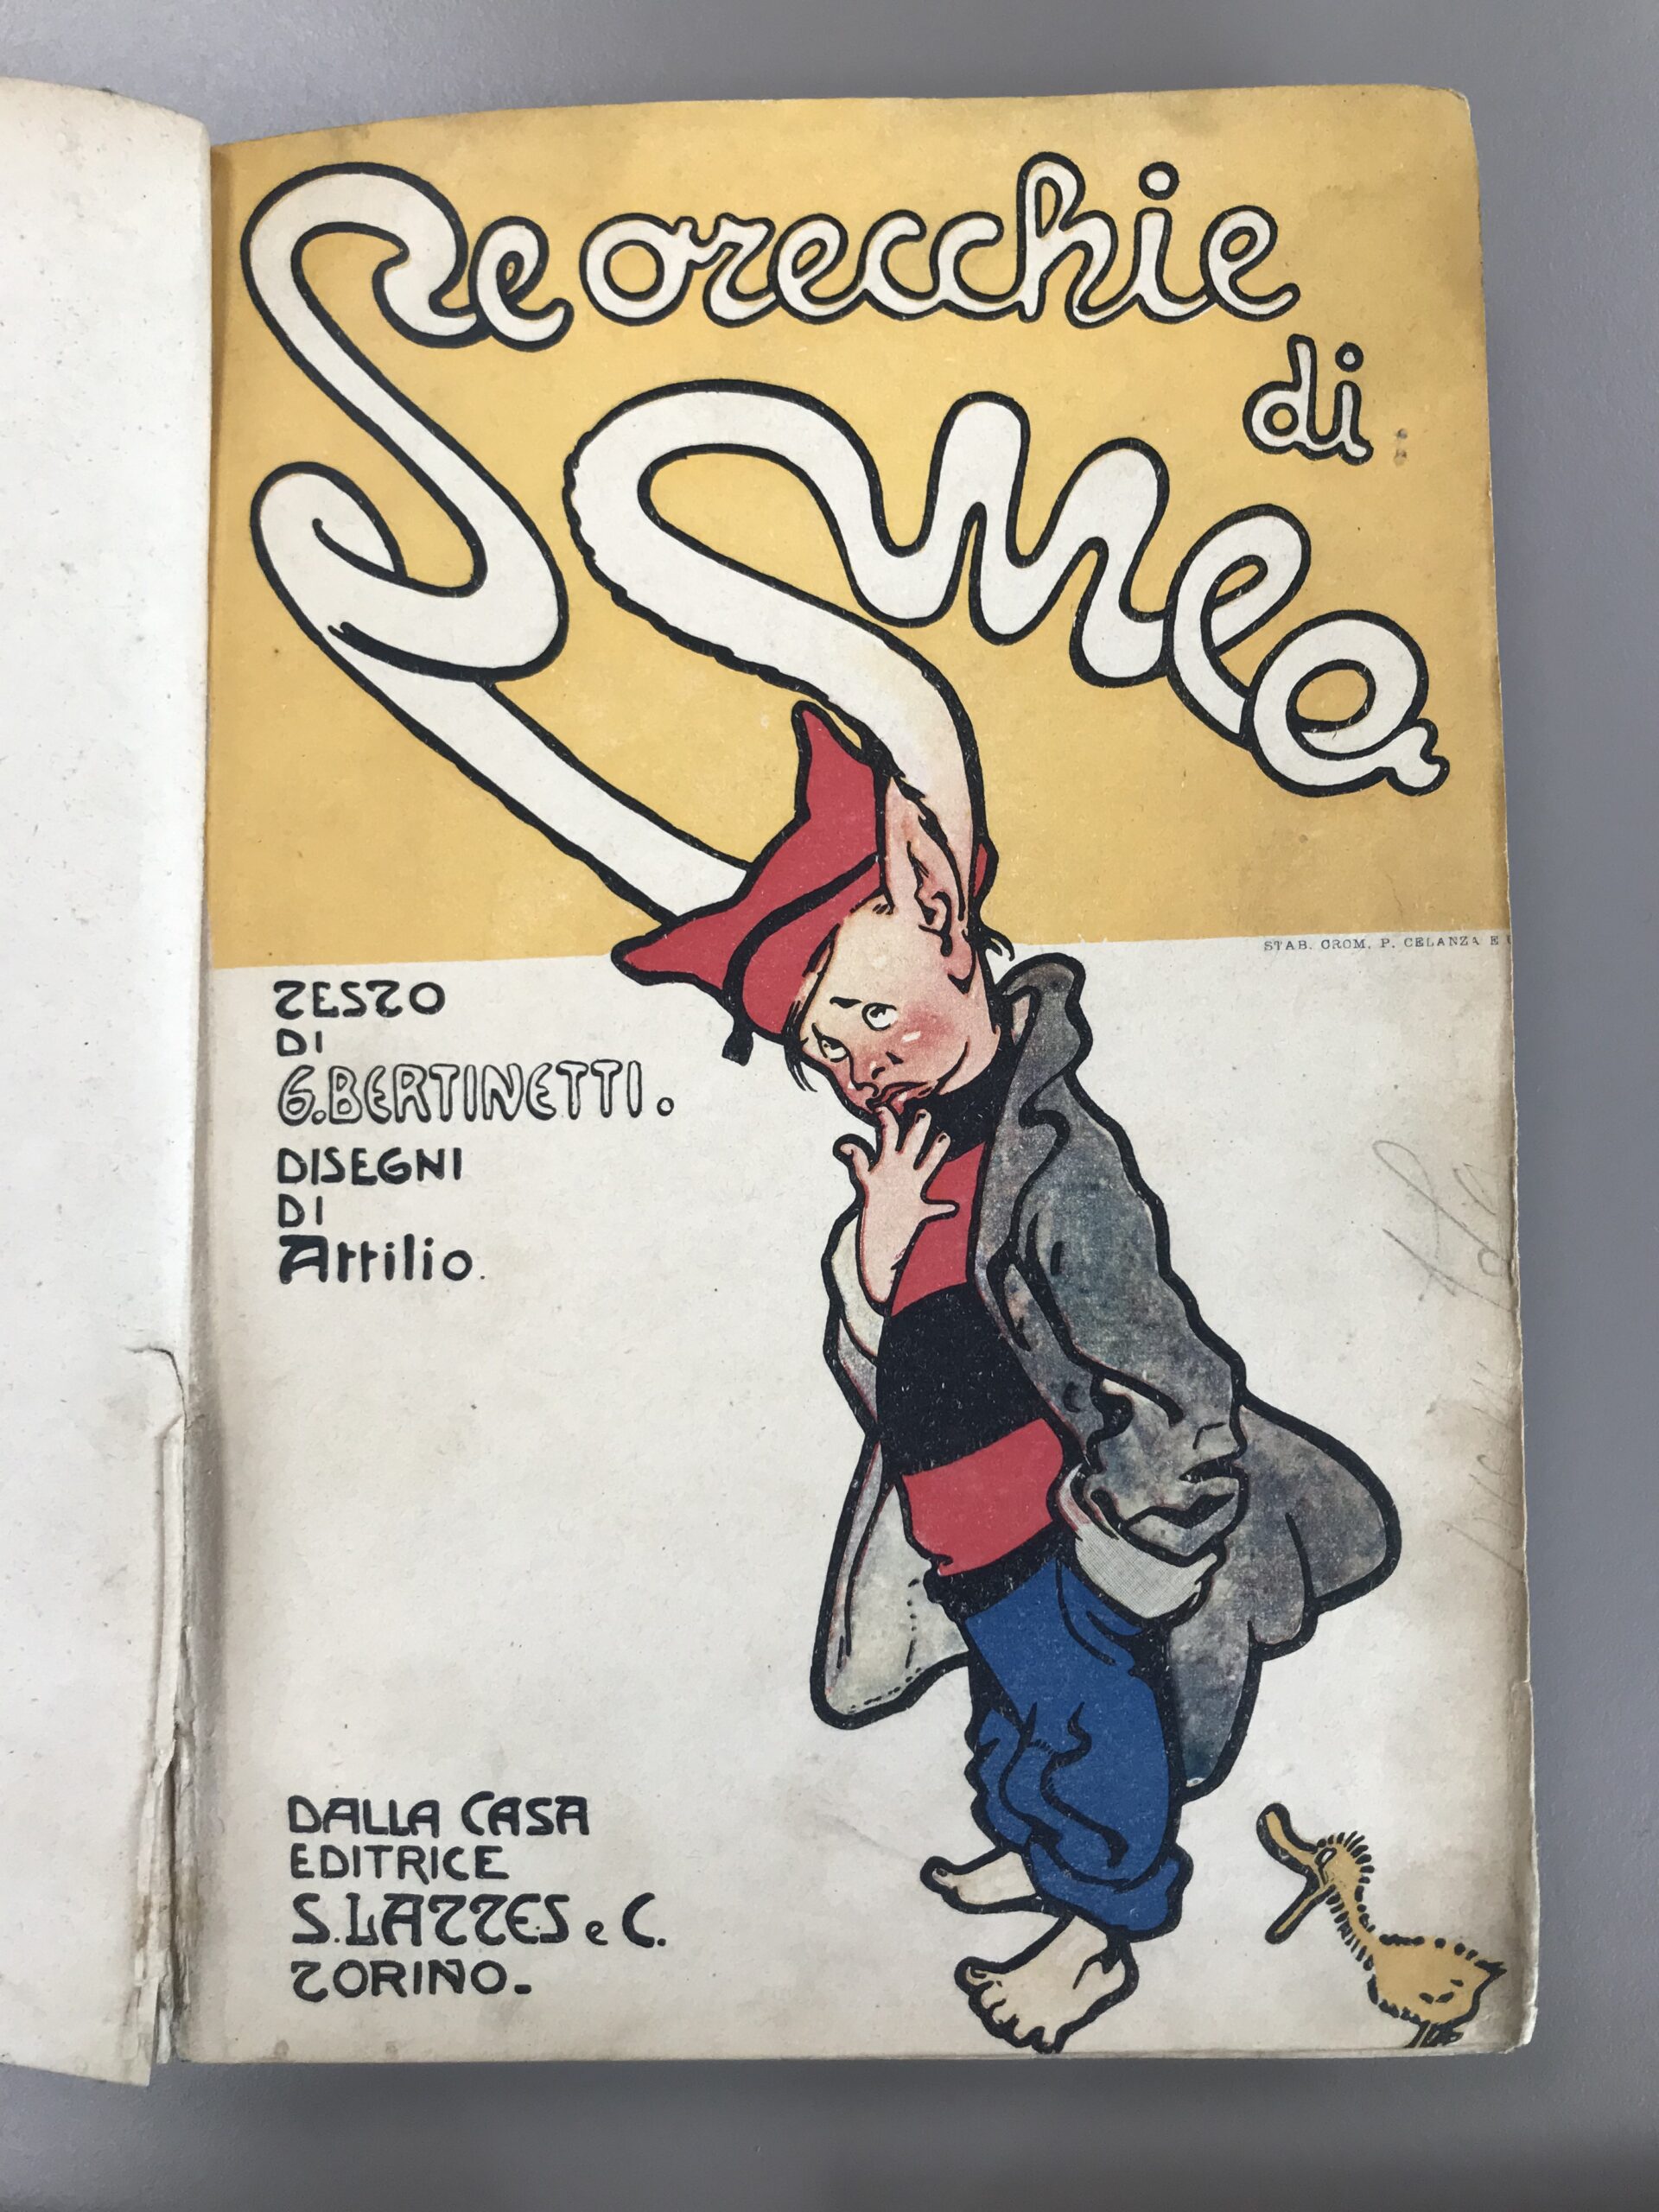 Le orecchie
di
Meo
STAB. CROM. P. CELANZA E
TESTO
DI
G. BERTINETTI.
DISEGNI
DI
Attilio.
DALLA CASA
EDITRICE
S. LATTES e C.
TORINO.